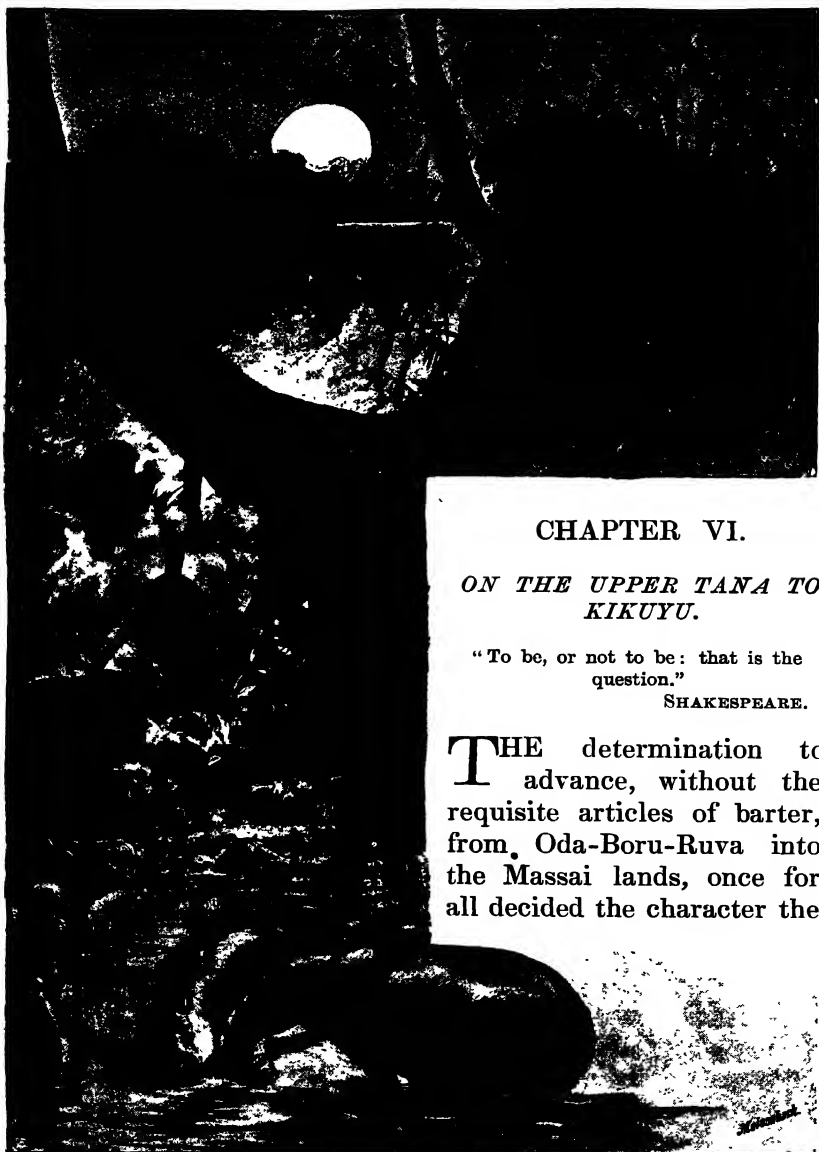 CHAPTER VI.
ON THE UPPER TANA TO
KIKUYU.
"To be, or not to be: that is the
question."
SHAKESPEARE.
THE determination to
advance, without the
requisite articles of barter,
from. Oda-Boru-Ruva into
the Massai lands, once for
all decided the character the